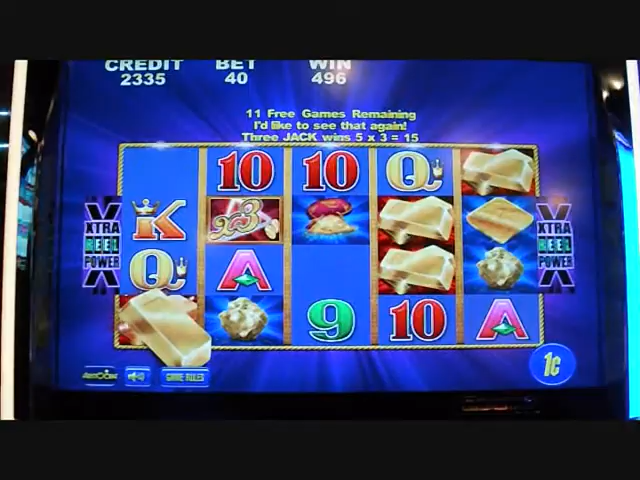 CREDIT BET WIN
2335 40 496
11 Free Games Remaining
I'd like to see that again!
Three JACK wins 5 x 3 = 15
10 10 Q
K x3
XTRA REEL POWER
XTRA REEL POWER
Q A
9 10 A
GAME RULES
1c